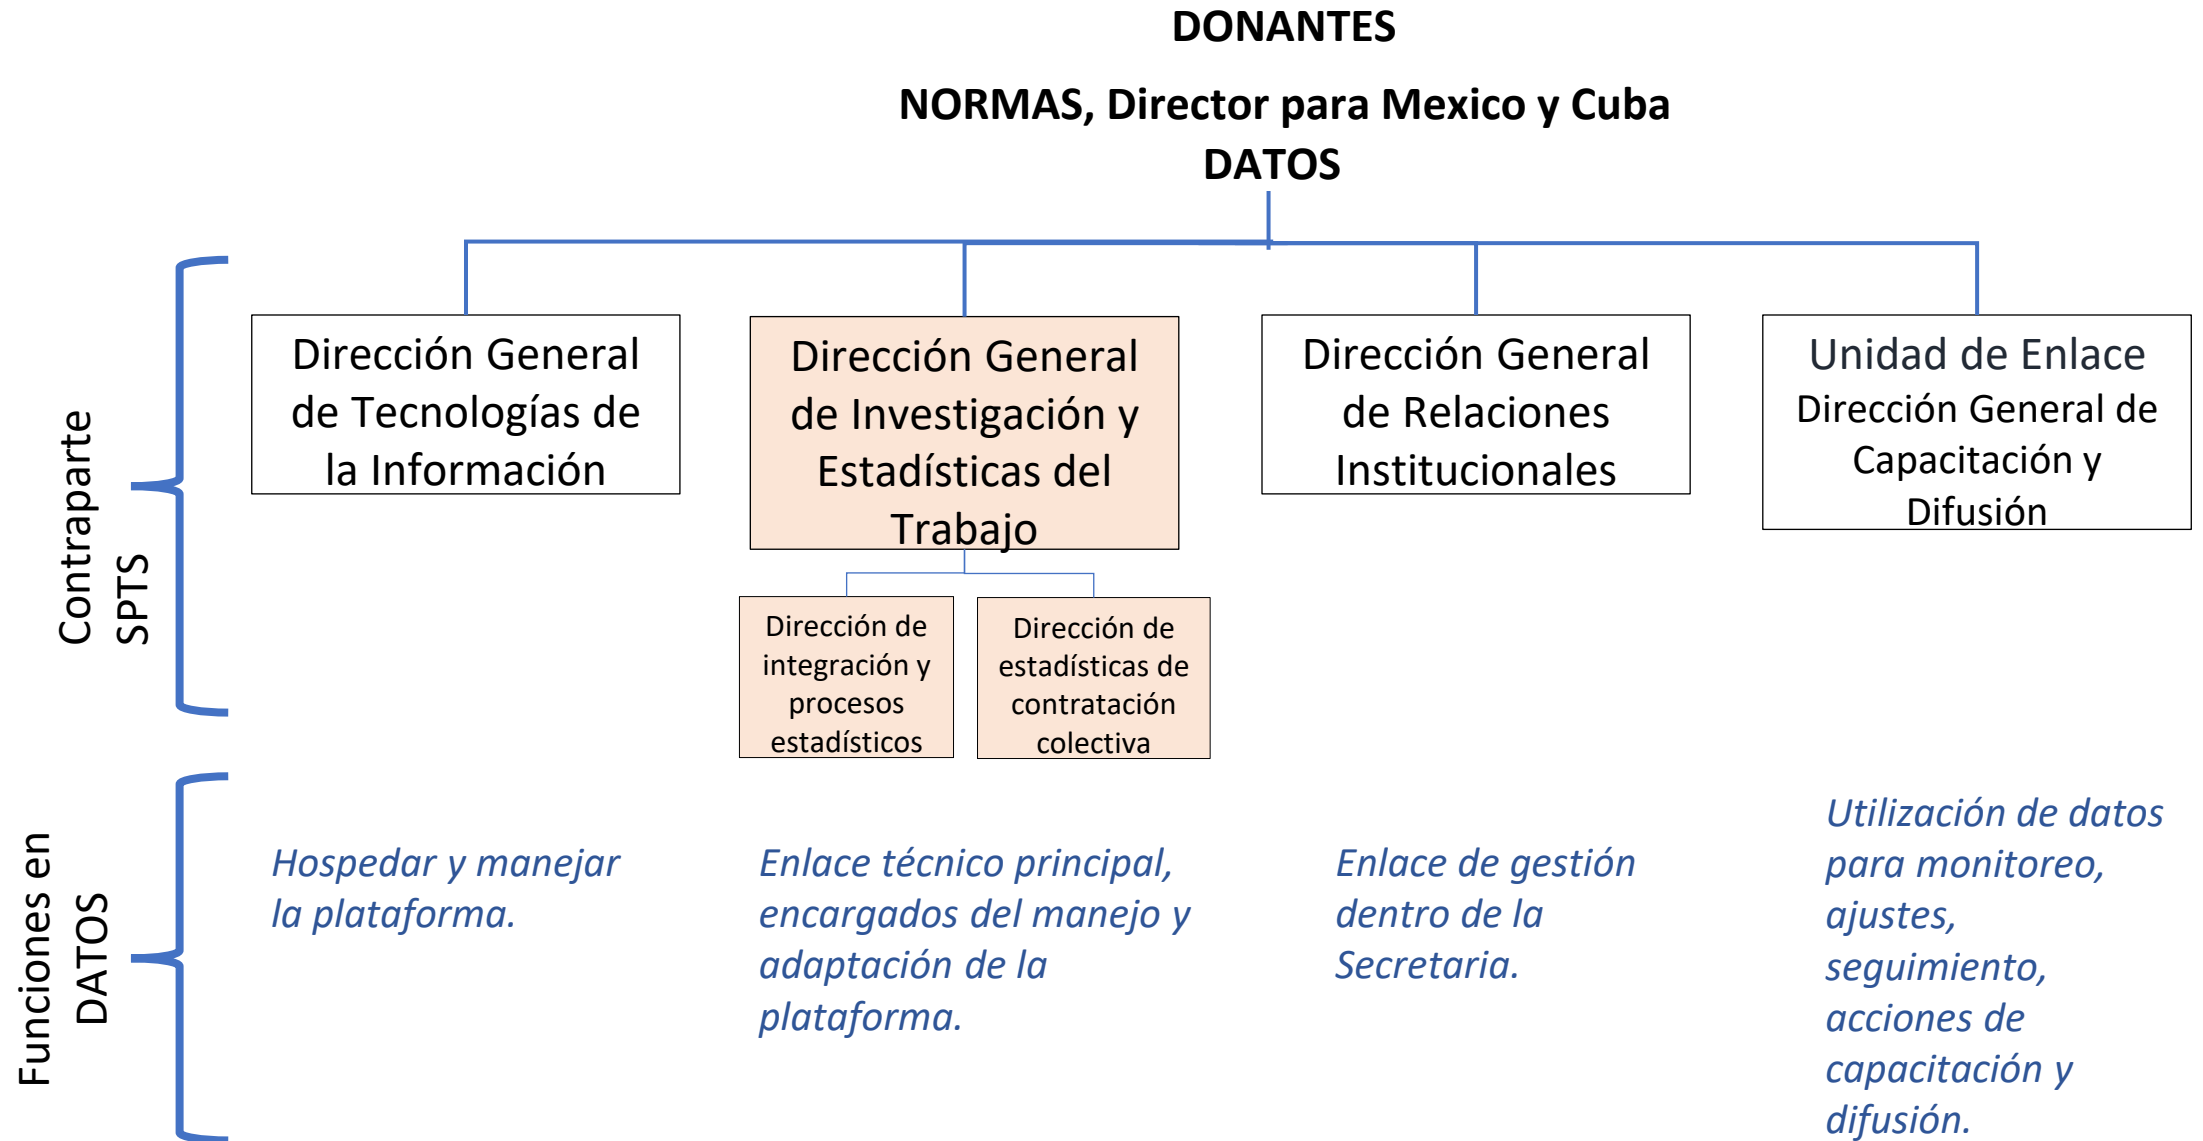 DONANTES
NORMAS, Director para Mexico y Cuba
DATOS
Contraparte
SPTS
Dirección General
de Tecnologías de
la Información
Dirección General
de Investigación y
Estadísticas del
Trabajo
Dirección General
de Relaciones
Institucionales
Unidad de Enlace
Dirección General de
Capacitación y
Difusión
Dirección de
integración y
procesos
estadísticos
Dirección de
estadísticas de
contratación
colectiva
Funciones en
DATOS
Hospedar y manejar
la plataforma.
Enlace técnico principal,
encargados del manejo y
adaptación de la
plataforma.
Enlace de gestión
dentro de la
Secretaria.
Utilización de datos
para monitoreo,
ajustes,
seguimiento,
acciones de
capacitación y
difusión.